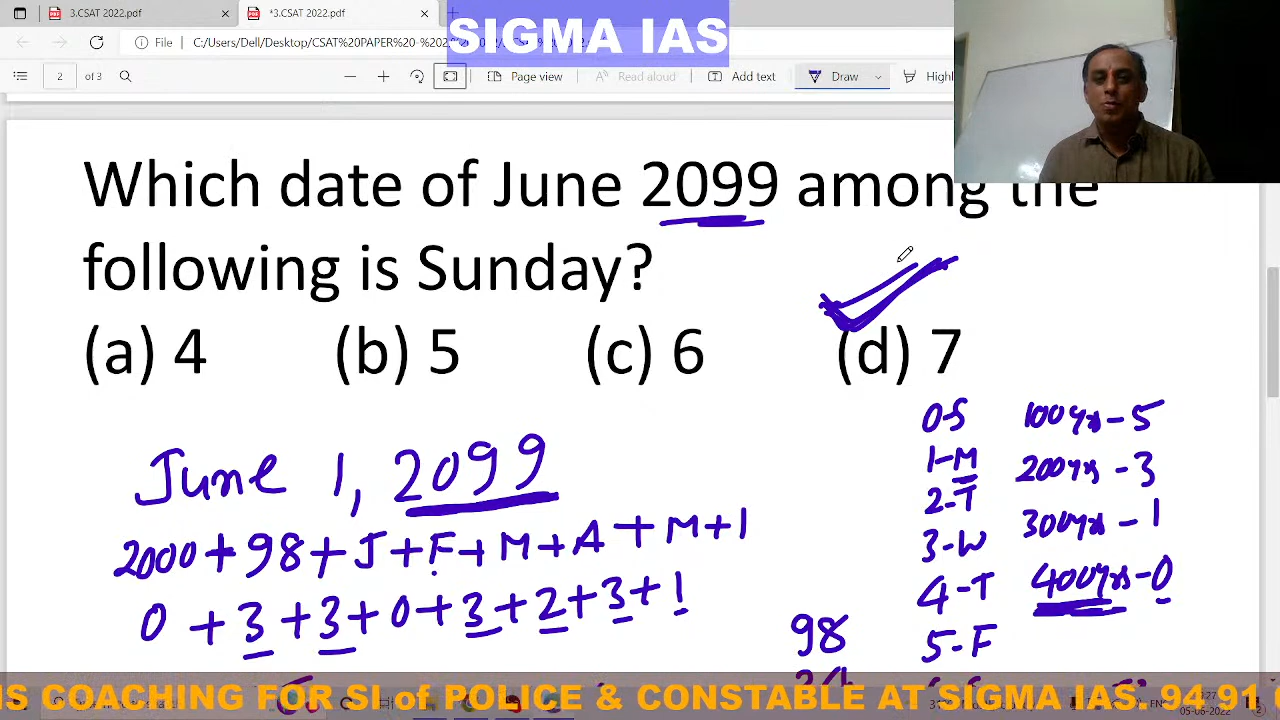 3.CSAT 2022.pdf
*3.CSAT 2022.pdf
SIGMA IAS
File
C:/Users/Dell/Desktop/CSAT%20PAPER%20
2
Page view
Read aloud
Add text
Draw
Which date of June 2099 among the
following is Sunday?
(a) 4 (b) 5 (c) 6 (d) 7
June 1, 2099
2000 + 98 + J + F + M + A + M + 1
0 + 3 + 3 + 0 + 3 + 2 + 3 + 1
0-S
1-M
2-T
3-W
4-T
5-F
100yrs-5
200yrs-3
300yrs-1
400yrs-0
98
COACHING FOR SI of POLICE & CONSTABLE AT SIGMA IAS. 94.91
05-06-2022